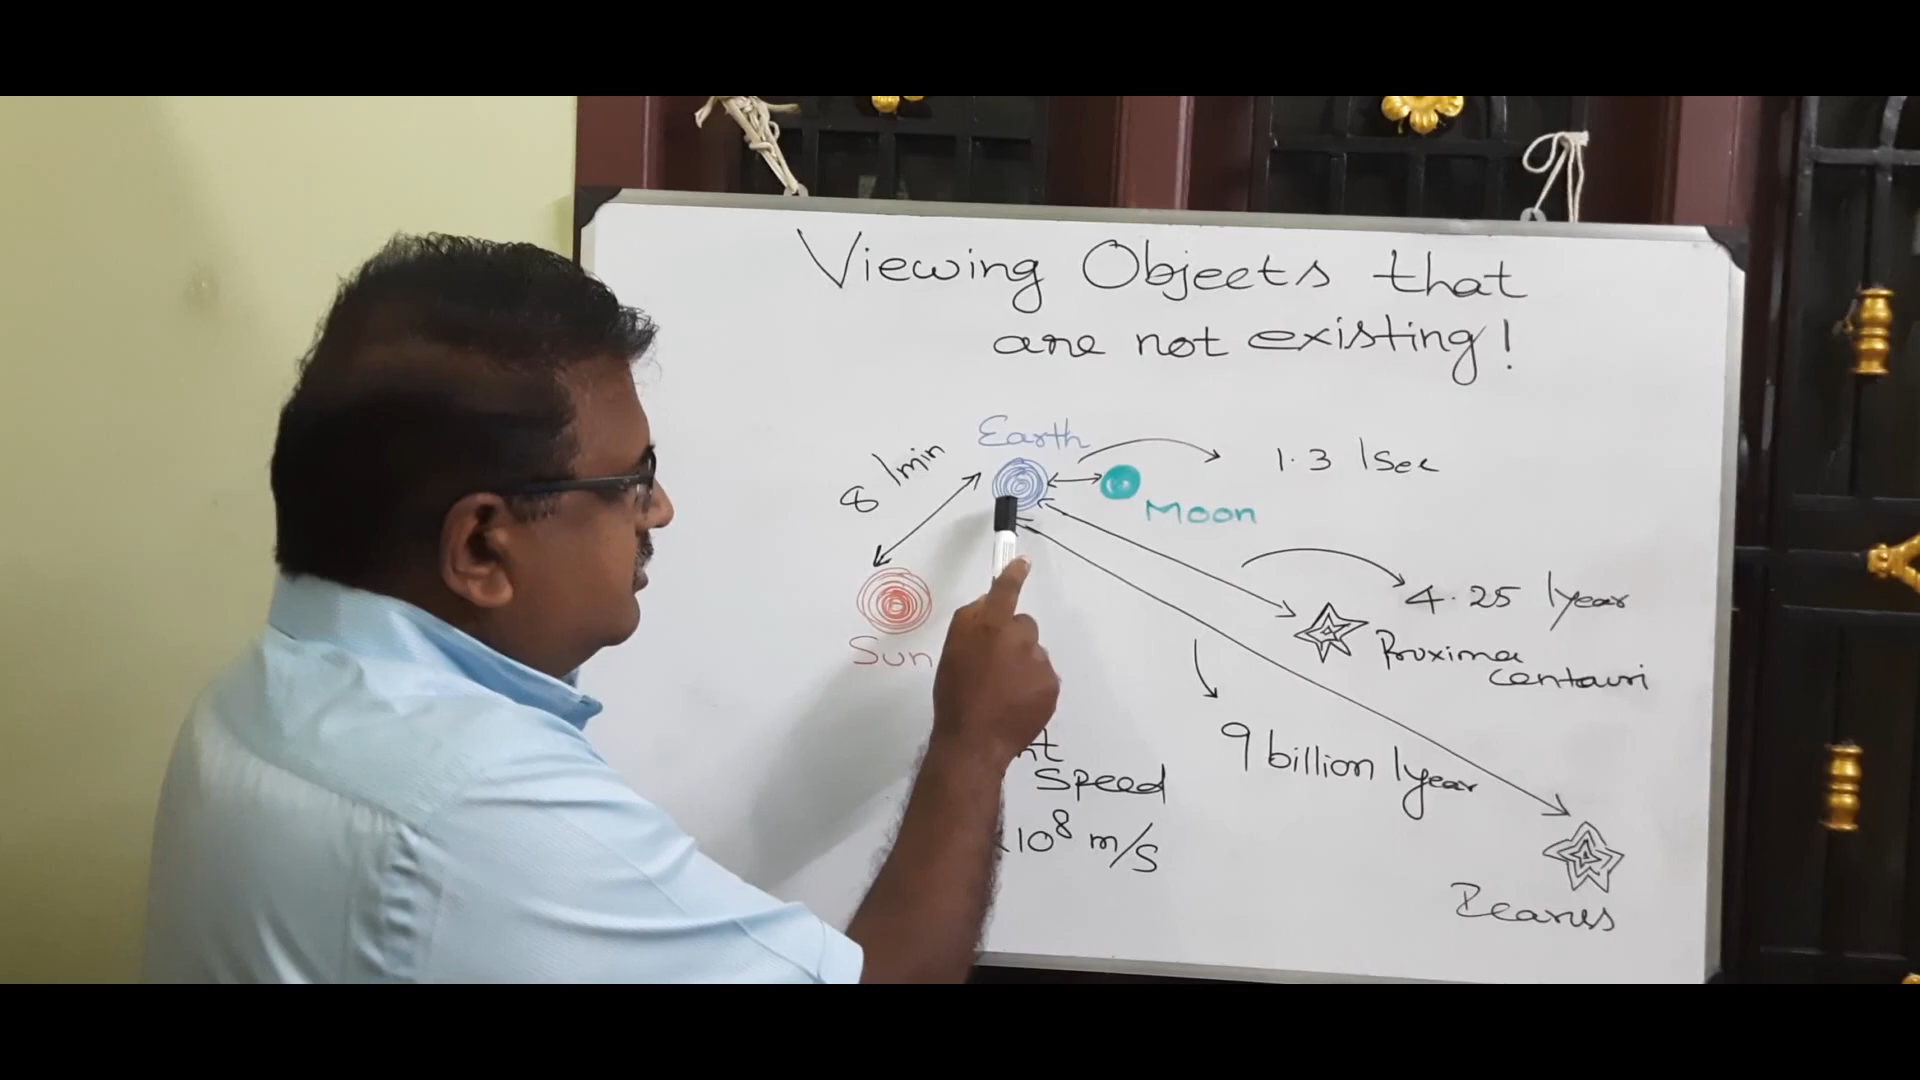 Viewing Objects that
are not existing!
Earth
8 lmin
1.3 lSec
Moon
Sun
4.25 lyear
Proxima
centauri
9 billion lyear
Speed
10⁸ m/s
Icarus